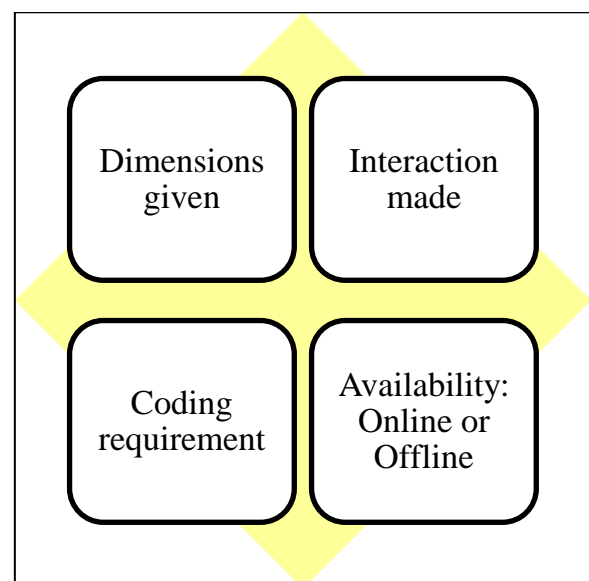 Dimensions
given
Interaction
made
Coding
requirement
Availability:
Online or
Offline